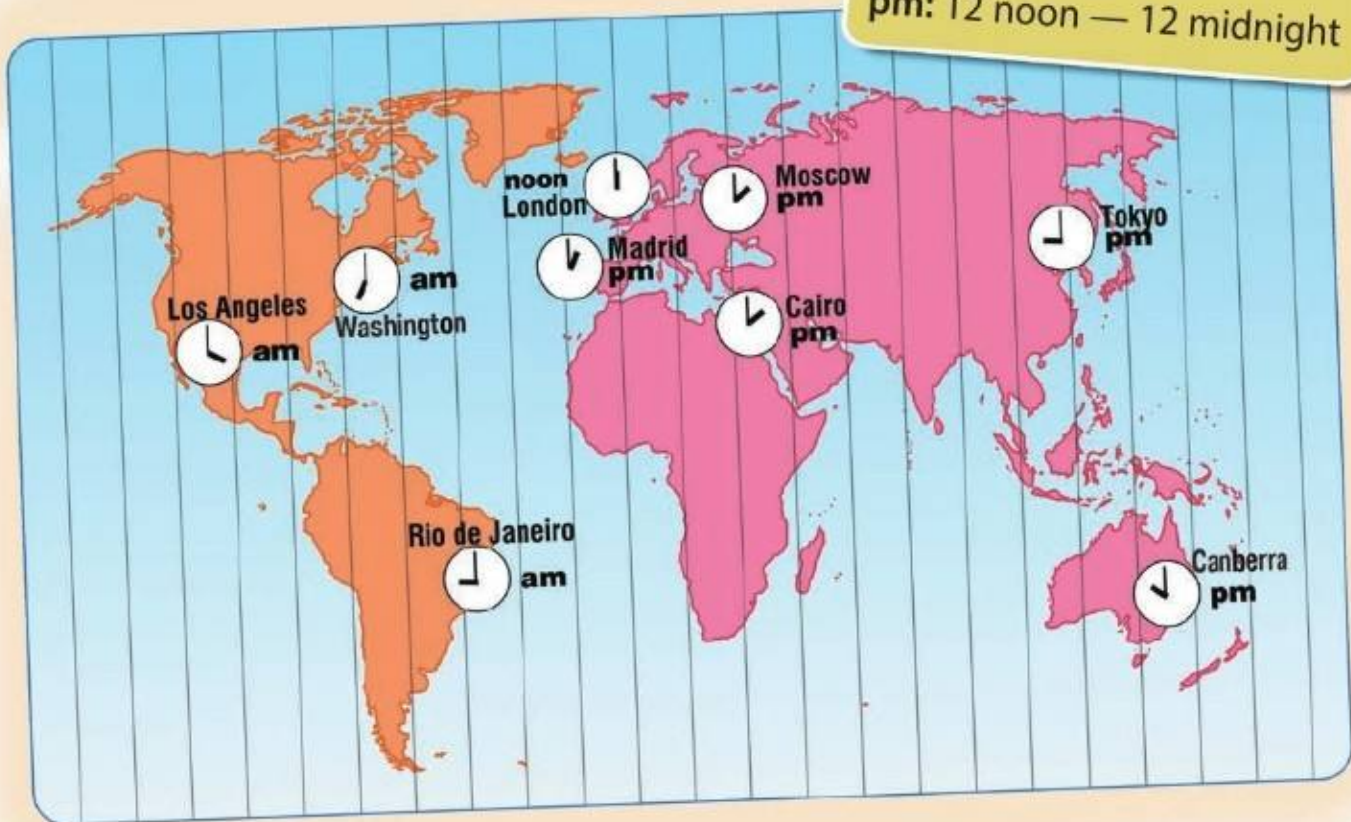 pm: 12 noon — 12 midnight
noon
London
Moscow
pm
Tokyo
pm
Madrid
pm
am
Washington
Los Angeles
am
Cairo
pm
Rio de Janeiro
am
Canberra
pm